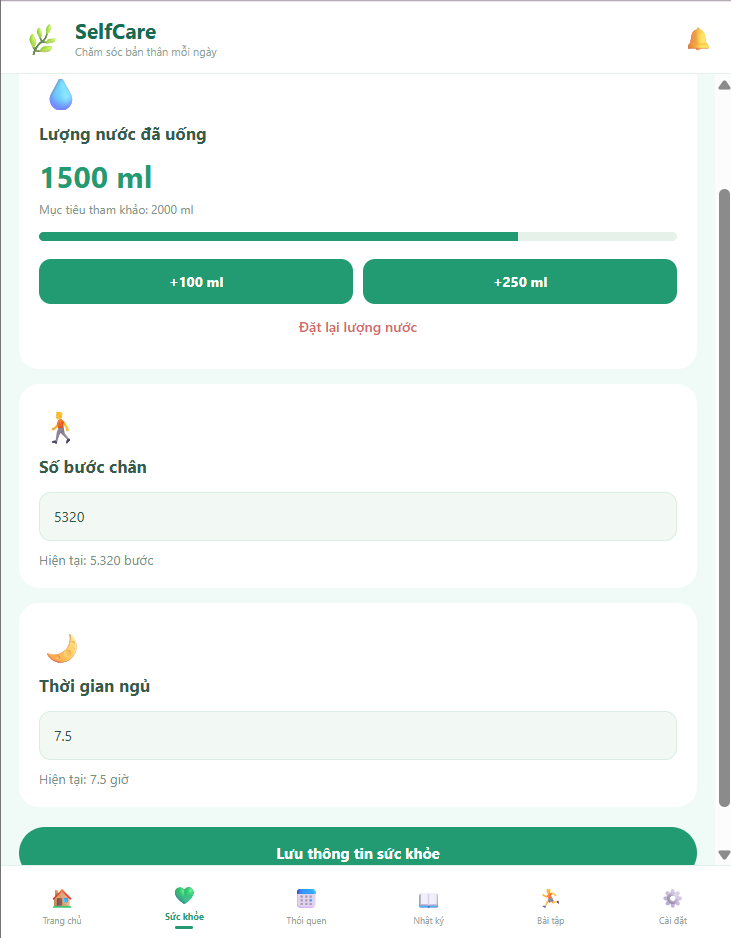 SelfCare
Chăm sóc bản thân mỗi ngày
Lượng nước đã uống
1500 ml
Mục tiêu tham khảo: 2000 ml
+100 ml
+250 ml
Đặt lại lượng nước
Số bước chân
5320
Hiện tại: 5.320 bước
Thời gian ngủ
7.5
Hiện tại: 7.5 giờ
Lưu thông tin sức khỏe
Trang chủ
Sức khỏe
Thói quen
Nhật ký
Bài tập
Cài đặt